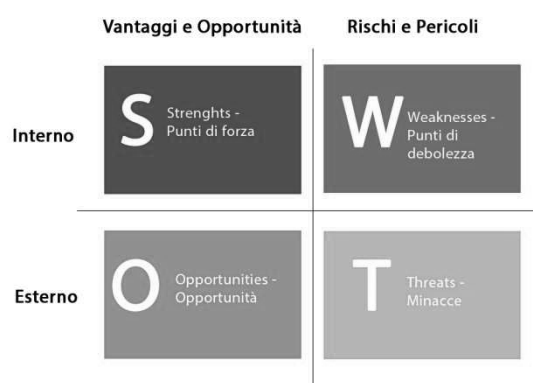 Vantaggi e Opportunità
Rischi e Pericoli
Interno
S
Strenghts -
Punti di forza
W
Weaknesses -
Punti di
debolezza
Esterno
O
Opportunities -
Opportunità
T
Threats -
Minacce